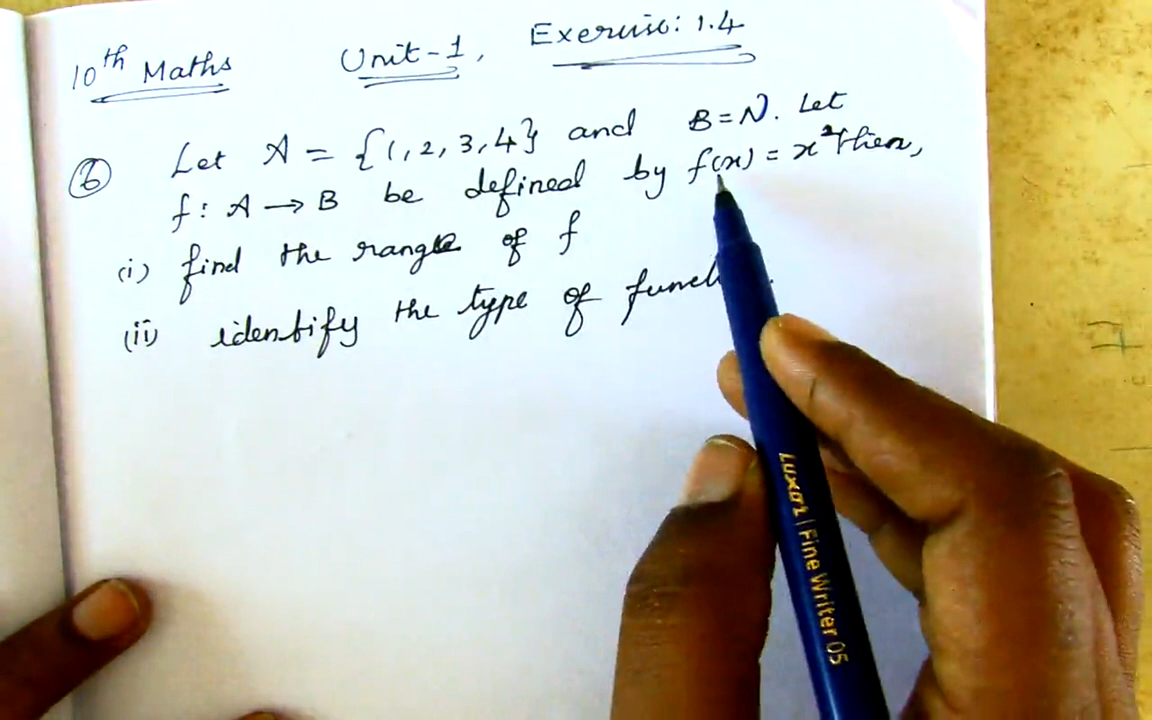 10th Maths Unit-1, Exercise: 1.4
⑥ Let A = {1, 2, 3, 4} and B = N. Let
f : A → B be defined by f(x) = x² Then,
(i) find the range of f
(ii) identify the type of
LUXOR | Fine Writer 05